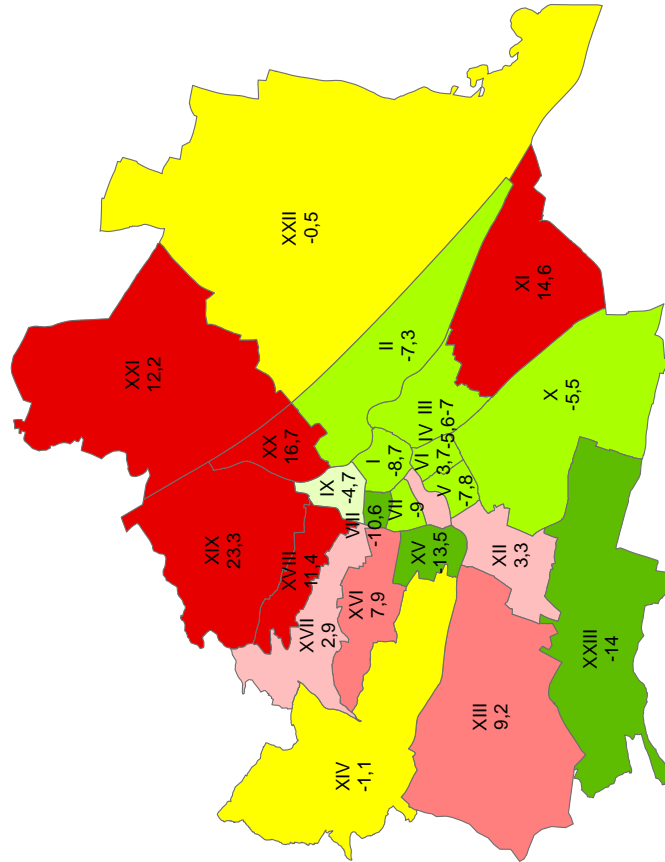 XXI
12,2
XIX
23,3
XX
16,7
XVIII
11,4
XXII
-0,5
XVII
2,9
IX
-4,7
XIV
-1,1
VIII
-10,6
XVI
7,9
I
-8,7
II
-7,3
VII
-9
XV
-13,5
VI
3,7
IV
-5,6
III
-7
V
-7,8
XIII
9,2
XII
3,3
XI
14,6
X
-5,5
XXIII
-14